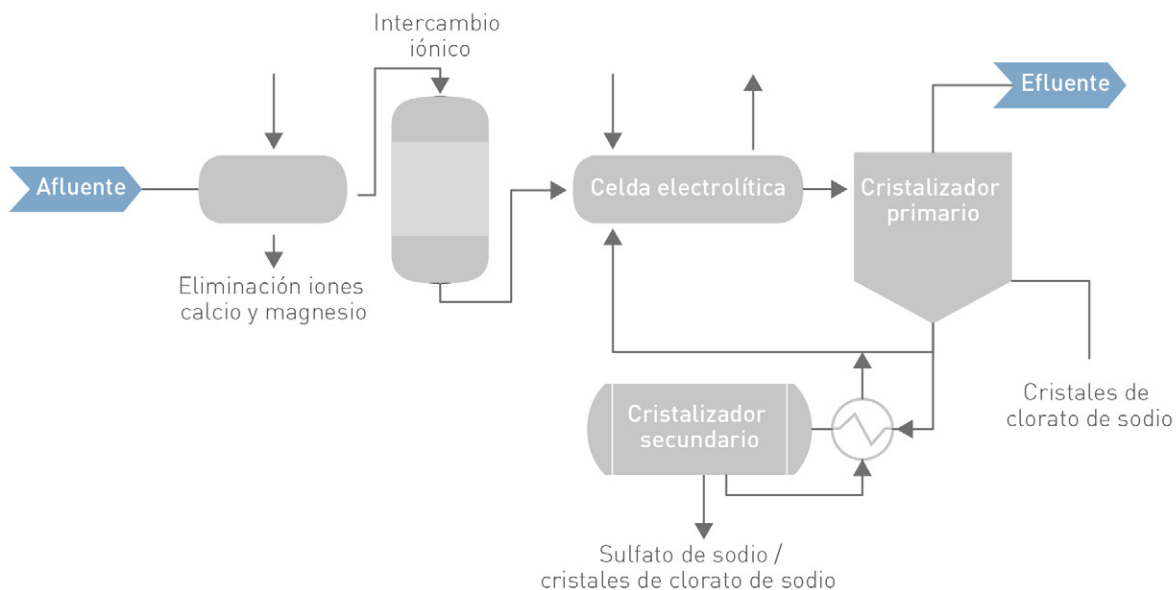 Intercambio
iónico
Afluente
Eliminación iones
calcio y magnesio
Celda electrolítica
Cristalizador
primario
Efluente
Cristales de
clorato de sodio
Cristalizador
secundario
Sulfato de sodio /
cristales de clorato de sodio